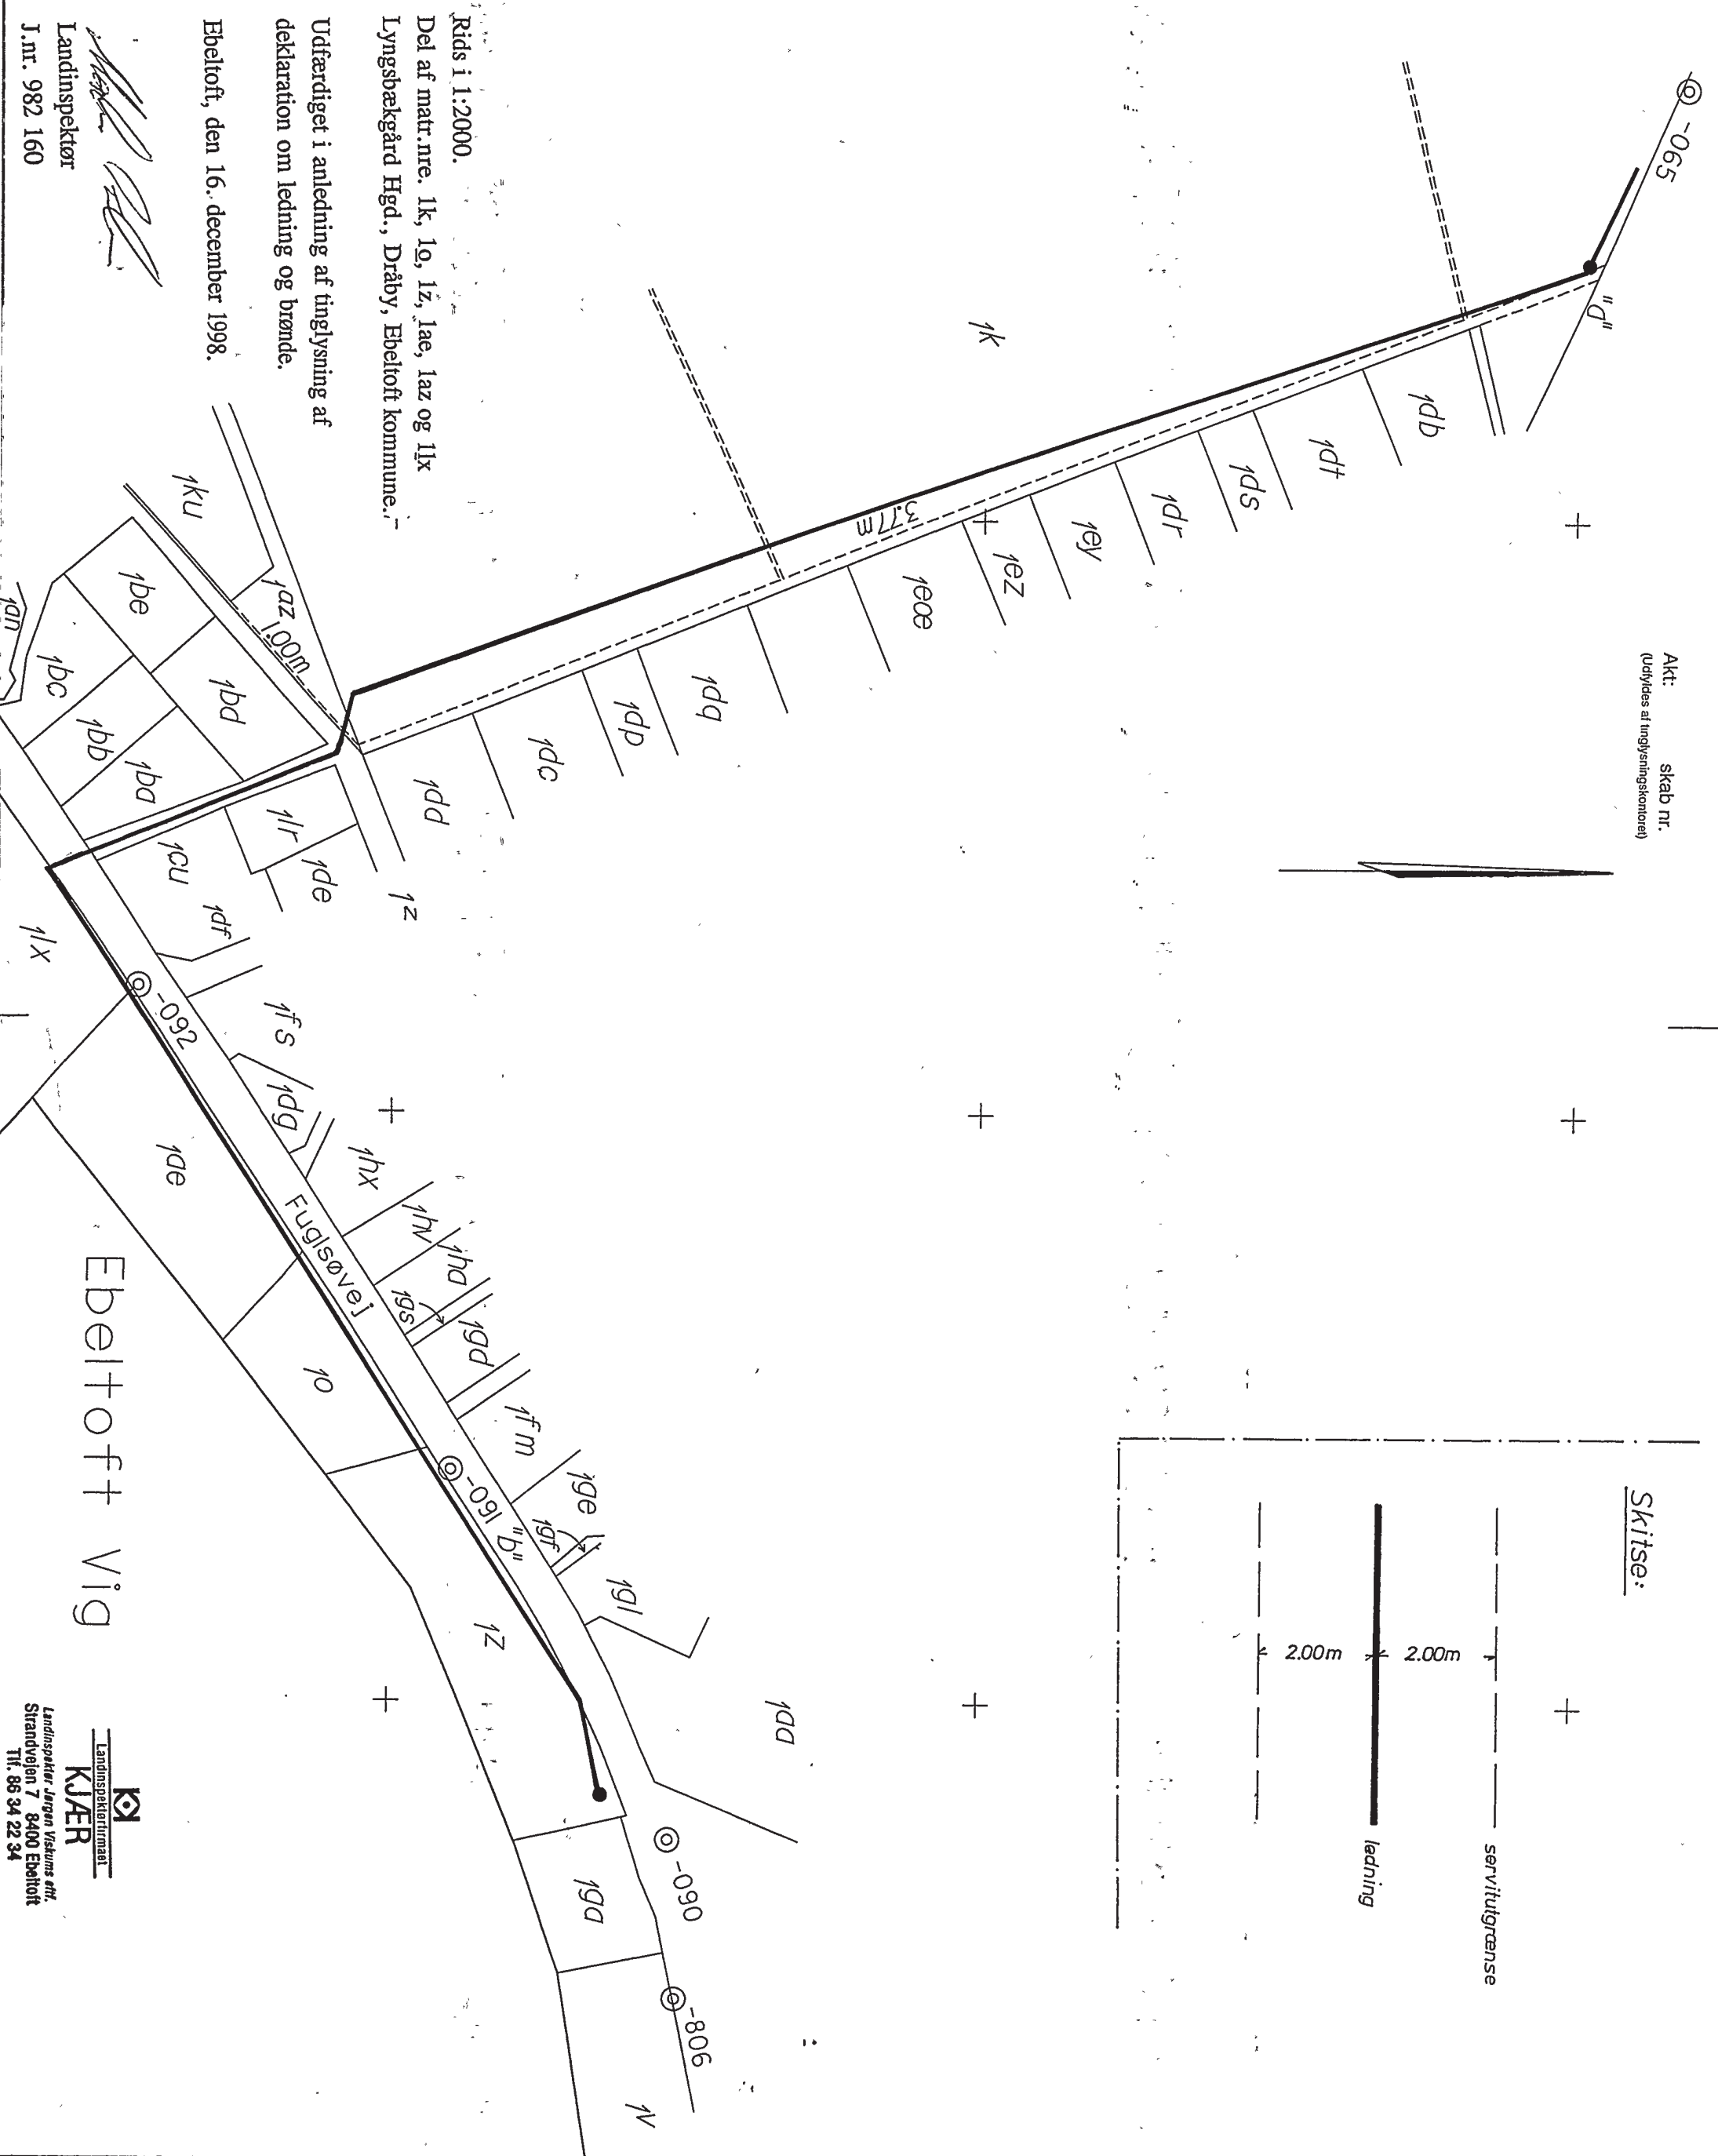 Akt: skab nr.
(Udfyldes af tinglysningskontoret)
Skitse:
servitutgrænse
2.00m
2.00m
ledning
-065
"d"
1k
1db
1dt
1ds
1dr
1ey
1ez
1eæ
3.77m
1dq
1dp
1dc
1dd
1z
1ku
1az
1.00m
1be
1bd
1bc
1bb
1ba
1an
1lr
1de
1cu
1df
1lx
-092
1fs
1dg
1hx
1hv
1ha
1gs
1gd
1fm
1ge
1gf
1gl
1aa
Fuglsøvej
1ae
1o
-091 "b"
1z
-090
1ga
-806
1v
Ebeltoft Vig
Rids i 1:2000.
Del af matr.nre. 1k, 1o, 1z, 1ae, 1az og 1lx
Lyngsbækgård Hgd., Dråby, Ebeltoft kommune.
Udfærdiget i anledning af tinglysning af
deklaration om ledning og brønde.
Ebeltoft, den 16. december 1998.
Landinspektør
J.nr. 982 160
Landinspektørfirmaet
KJÆR
Landinspektør Jørgen Viskums eftf.
Strandvejen 7 8400 Ebeltoft
Tlf. 86 34 22 34